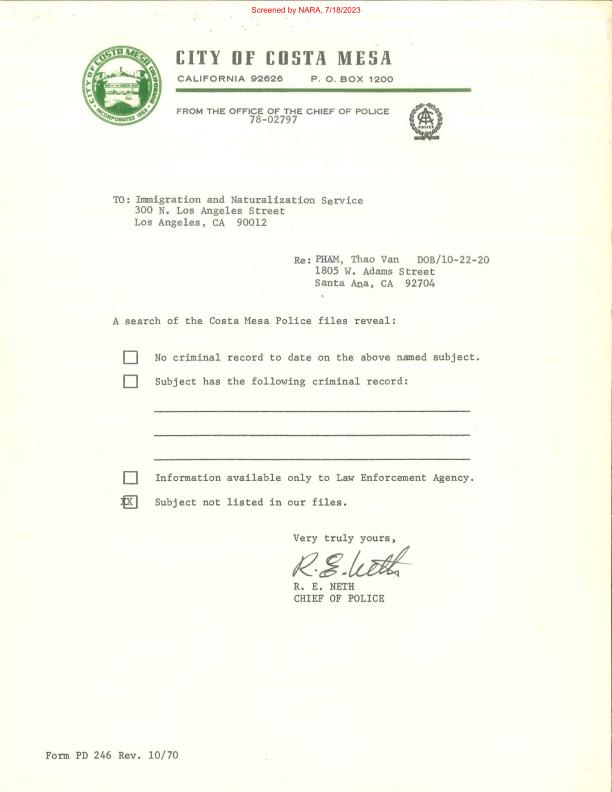 Screened by NARA, 7/18/2023
CITY OF COSTA MESA CALIFORNIA
INCORPORATED 1953
CITY OF COSTA MESA
CALIFORNIA 92626 P. O. BOX 1200
FROM THE OFFICE OF THE CHIEF OF POLICE
78-02797
POLICE
TO: Immigration and Naturalization Service
300 N. Los Angeles Street
Los Angeles, CA 90012
Re: PHAM, Thao Van DOB/10-22-20
1805 W. Adams Street
Santa Ana, CA 92704
A search of the Costa Mesa Police files reveal:
No criminal record to date on the above named subject.
Subject has the following criminal record:
Information available only to Law Enforcement Agency.
XX Subject not listed in our files.
Very truly yours,
R. E. Neth
R. E. NETH
CHIEF OF POLICE
Form PD 246 Rev. 10/70